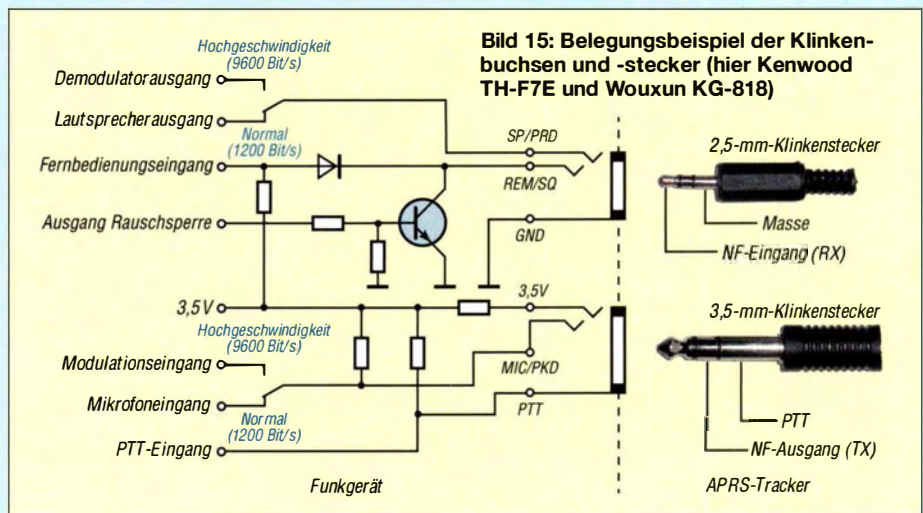 Bild 15: Belegungsbeispiel der Klinken-
buchsen und -stecker (hier Kenwood
TH-F7E und Wouxun KG-818)
Hochgeschwindigkeit
(9600 Bit/s)
Demodulatorausgang
Lautsprecherausgang
Normal
(1200 Bit/s)
Fernbedienungseingang
Ausgang Rauschsperre
3,5V
Hochgeschwindigkeit
(9600 Bit/s)
Modulationseingang
Mikrofoneingang
Normal
(1200 Bit/s)
PTT-Eingang
Funkgerät
SP/PRD
REM/SQ
GND
3,5V
MIC/PKD
PTT
2,5-mm-Klinkenstecker
Masse
NF-Eingang (RX)
3,5-mm-Klinkenstecker
PTT
NF-Ausgang (TX)
APRS-Tracker